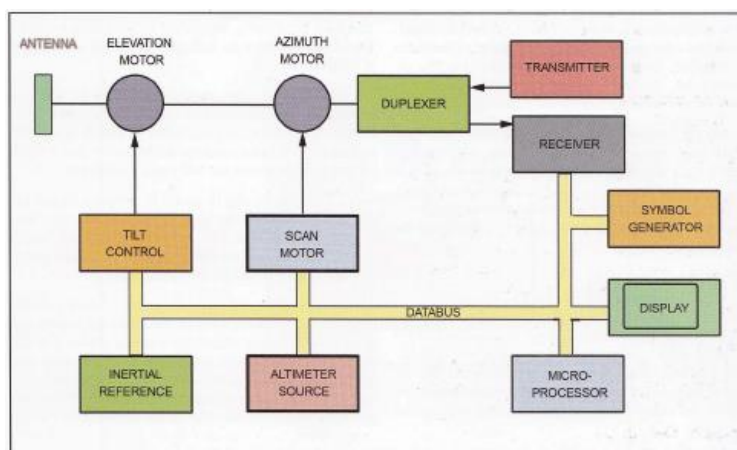 ANTENNA
ELEVATION
MOTOR
AZIMUTH
MOTOR
TRANSMITTER
DUPLEXER
RECEIVER
TILT
CONTROL
SCAN
MOTOR
SYMBOL
GENERATOR
DATABUS
DISPLAY
INERTIAL
REFERENCE
ALTIMETER
SOURCE
MICRO-
PROCESSOR